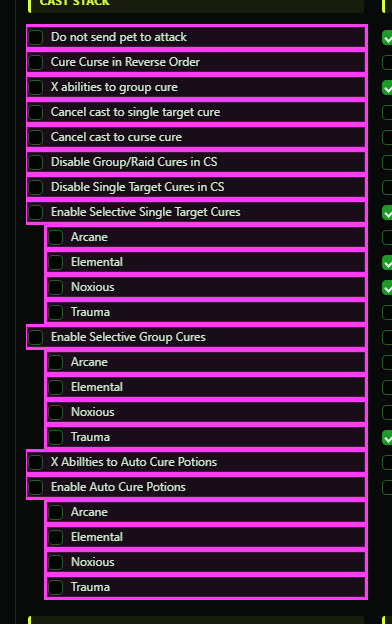 CAST STACK
Do not send pet to attack
Cure Curse in Reverse Order
X abilities to group cure
Cancel cast to single target cure
Cancel cast to curse cure
Disable Group/Raid Cures in CS
Disable Single Target Cures in CS
Enable Selective Single Target Cures
Arcane
Elemental
Noxious
Trauma
Enable Selective Group Cures
Arcane
Elemental
Noxious
Trauma
X Abilities to Auto Cure Potions
Enable Auto Cure Potions
Arcane
Elemental
Noxious
Trauma